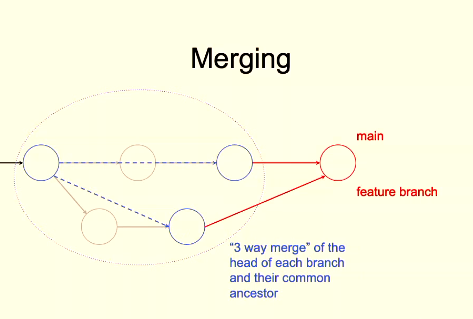 Merging
main
feature branch
“3 way merge” of the
head of each branch
and their common
ancestor